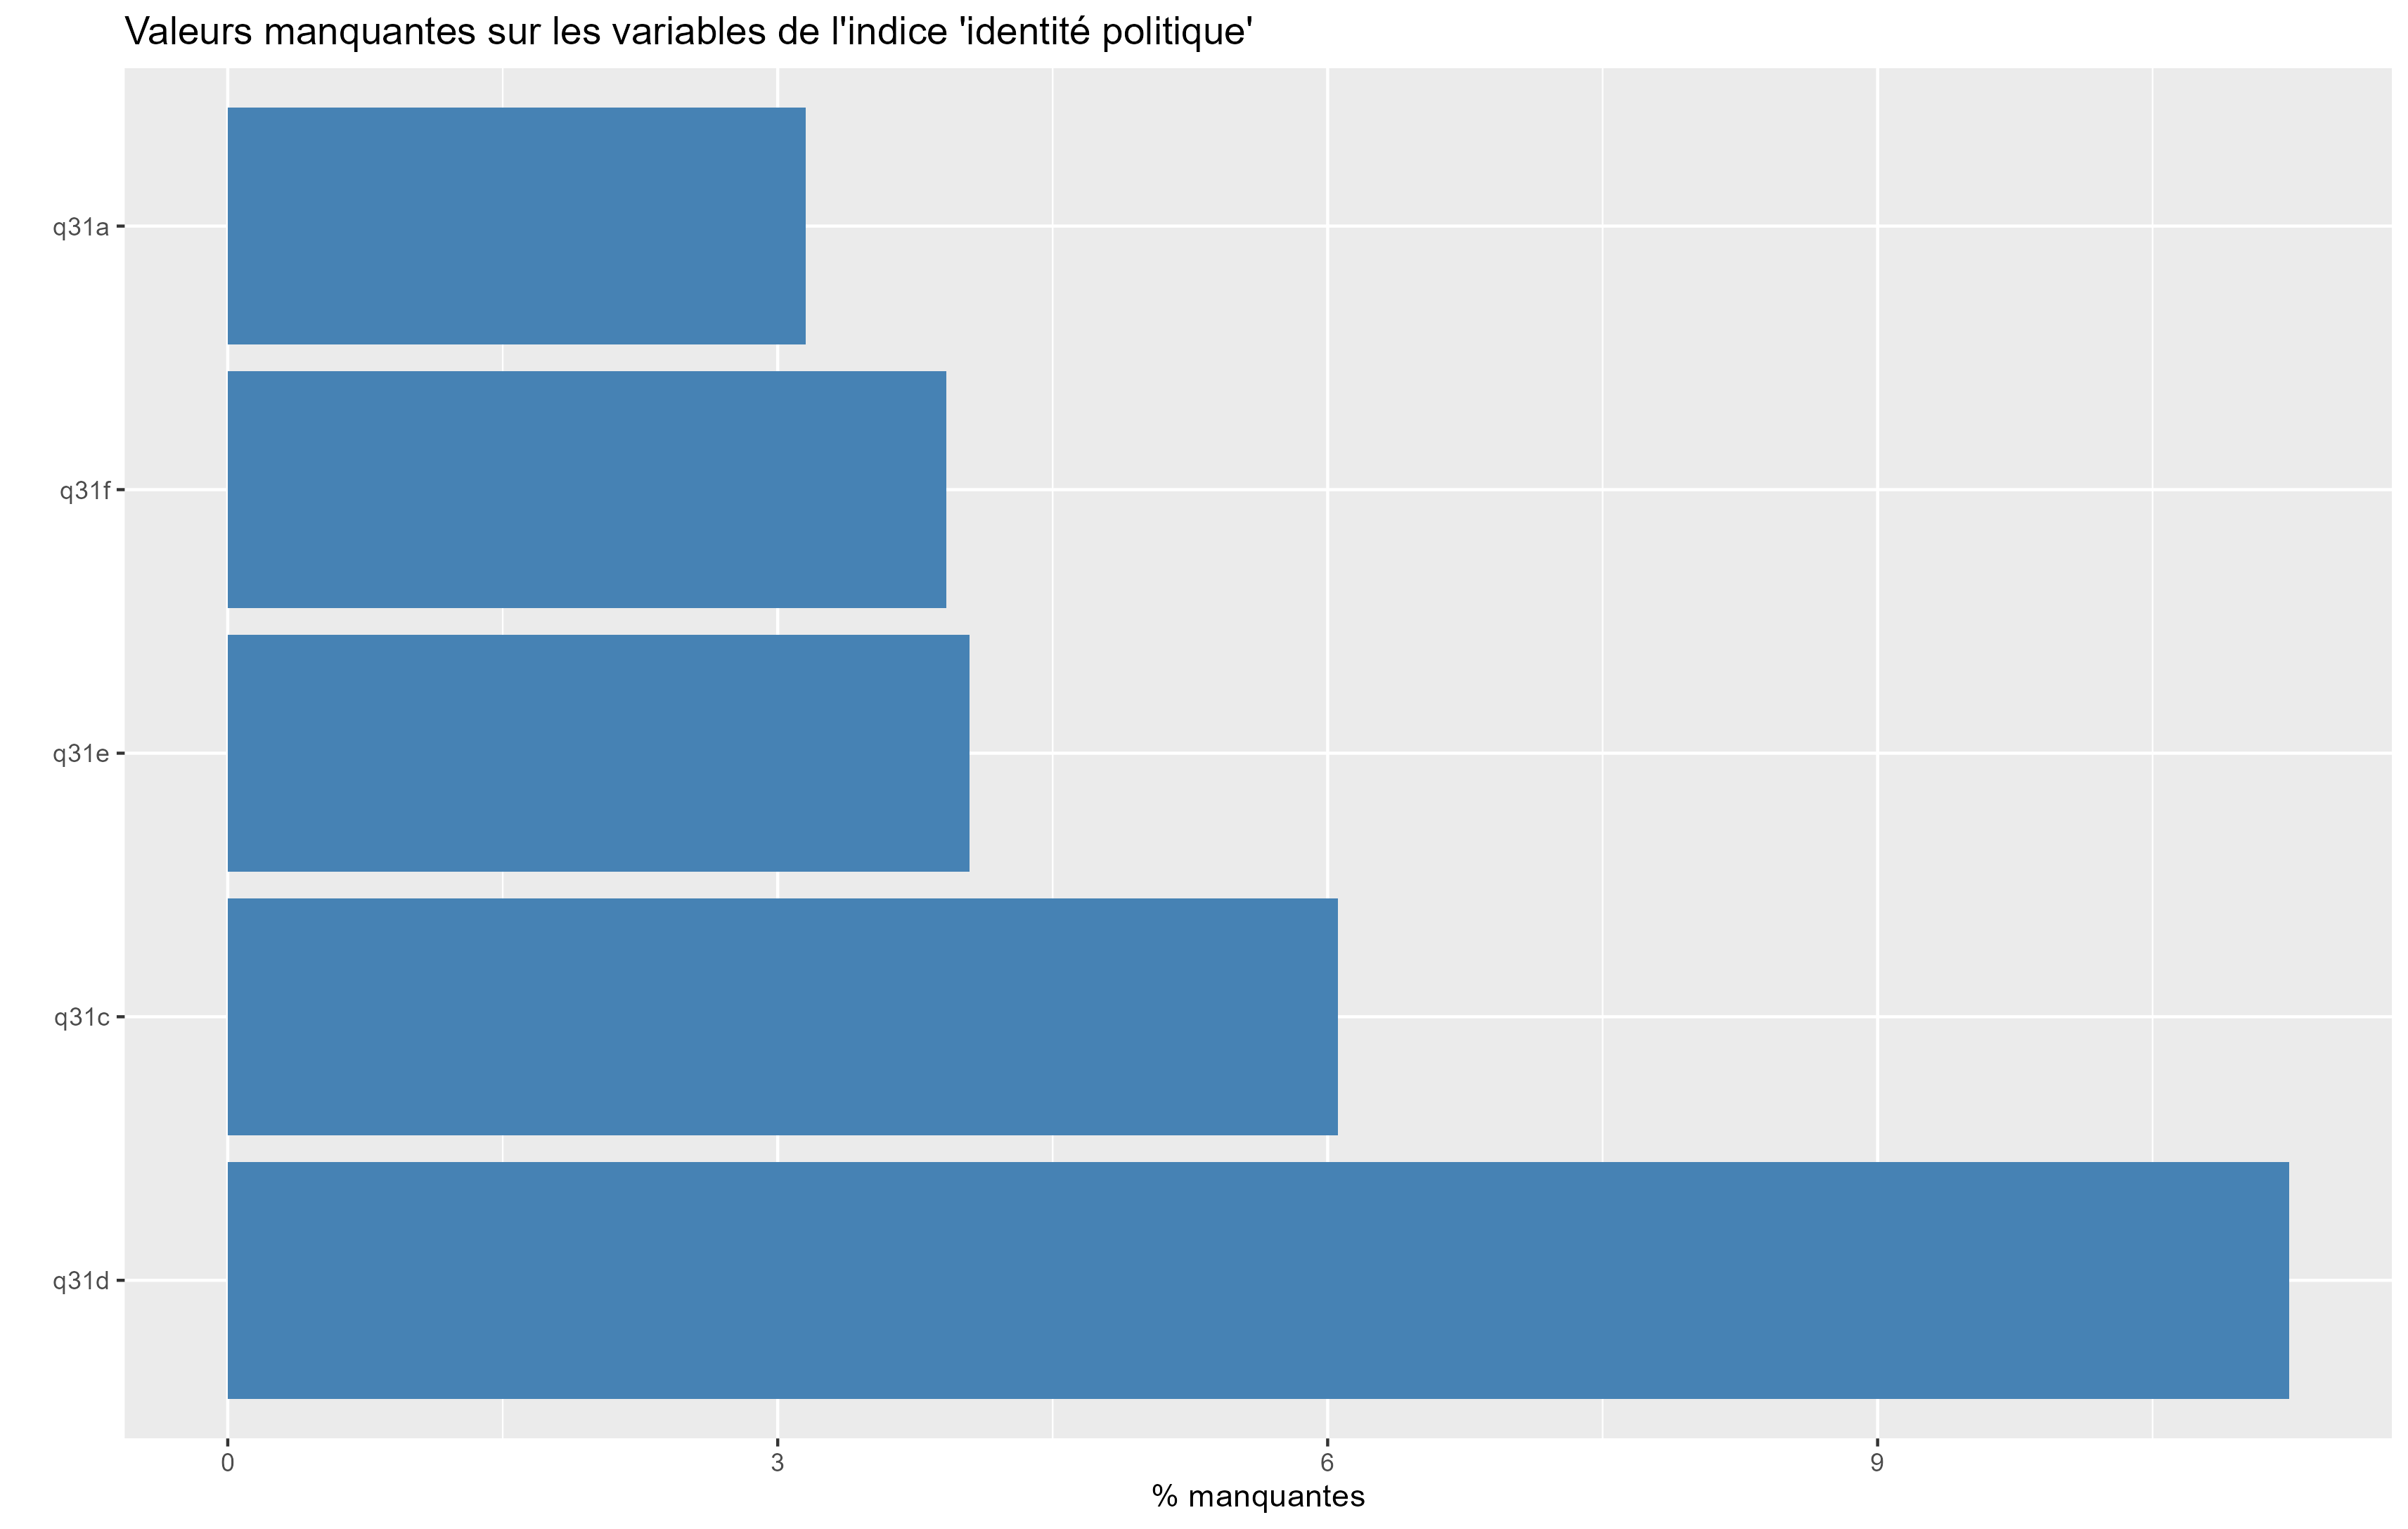 Valeurs manquantes sur les variables de l'indice 'identité politique'
q31a
q31f
q31e
q31c
q31d
0 3 6 9
% manquantes